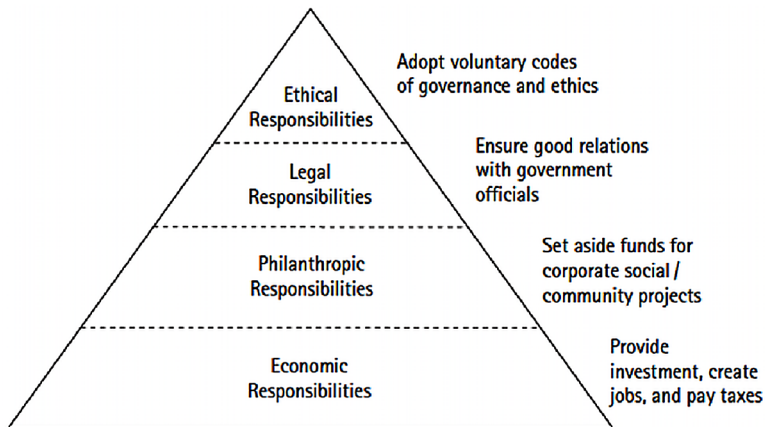 Adopt voluntary codes
of governance and ethics
Ethical
Responsibilities
Ensure good relations
with government
officials
Legal
Responsibilities
Set aside funds for
corporate social /
community projects
Philanthropic
Responsibilities
Provide
investment, create
jobs, and pay taxes
Economic
Responsibilities